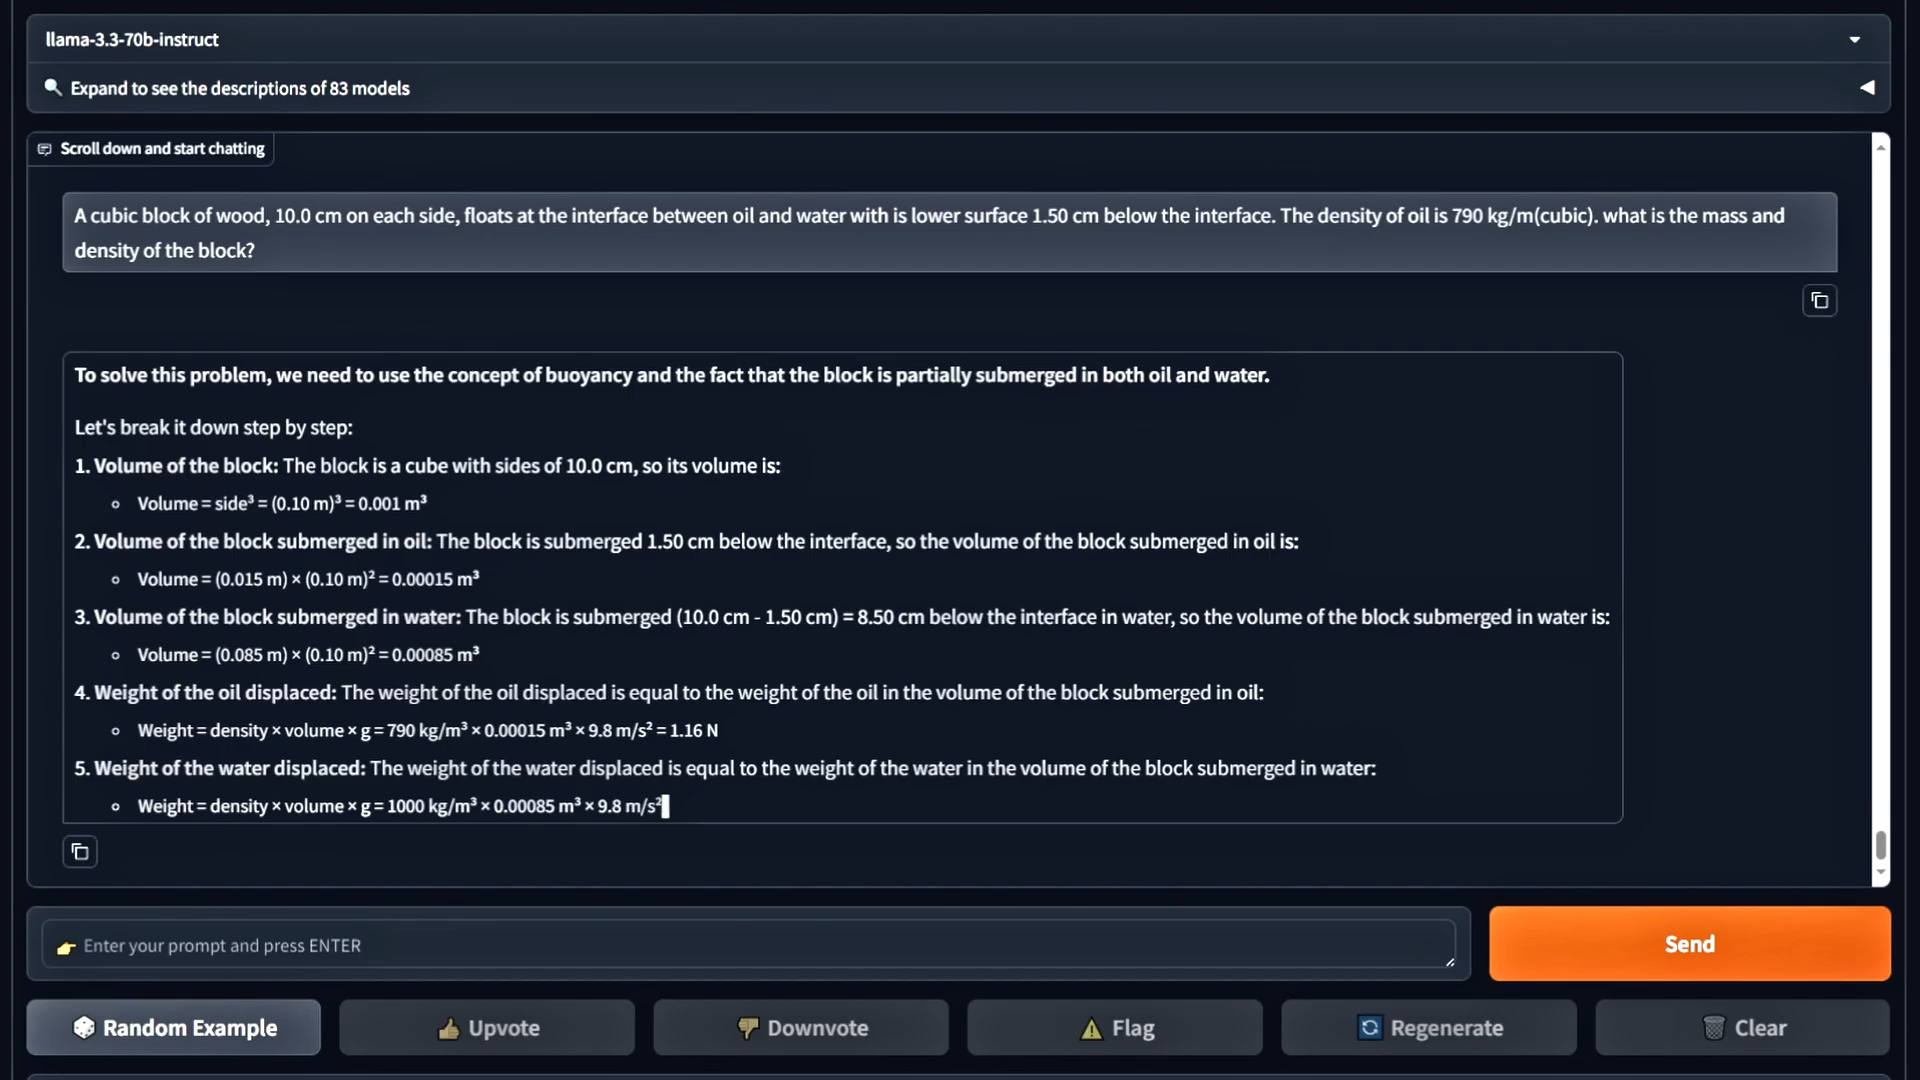 llama-3.3-70b-instruct
🔍 Expand to see the descriptions of 83 models
Scroll down and start chatting
A cubic block of wood, 10.0 cm on each side, floats at the interface between oil and water with is lower surface 1.50 cm below the interface. The density of oil is 790 kg/m(cubic). what is the mass and
density of the block?
To solve this problem, we need to use the concept of buoyancy and the fact that the block is partially submerged in both oil and water.
Let's break it down step by step:
1. Volume of the block: The block is a cube with sides of 10.0 cm, so its volume is:
Volume = side³ = (0.10 m)³ = 0.001 m³
2. Volume of the block submerged in oil: The block is submerged 1.50 cm below the interface, so the volume of the block submerged in oil is:
Volume = (0.015 m) × (0.10 m)² = 0.00015 m³
3. Volume of the block submerged in water: The block is submerged (10.0 cm - 1.50 cm) = 8.50 cm below the interface in water, so the volume of the block submerged in water is:
Volume = (0.085 m) × (0.10 m)² = 0.00085 m³
4. Weight of the oil displaced: The weight of the oil displaced is equal to the weight of the oil in the volume of the block submerged in oil:
Weight = density × volume × g = 790 kg/m³ × 0.00015 m³ × 9.8 m/s² = 1.16 N
5. Weight of the water displaced: The weight of the water displaced is equal to the weight of the water in the volume of the block submerged in water:
Weight = density × volume × g = 1000 kg/m³ × 0.00085 m³ × 9.8 m/s²
👉 Enter your prompt and press ENTER
Send
🎲 Random Example
👍 Upvote
👎 Downvote
⚠️ Flag
🔄 Regenerate
🗑️ Clear